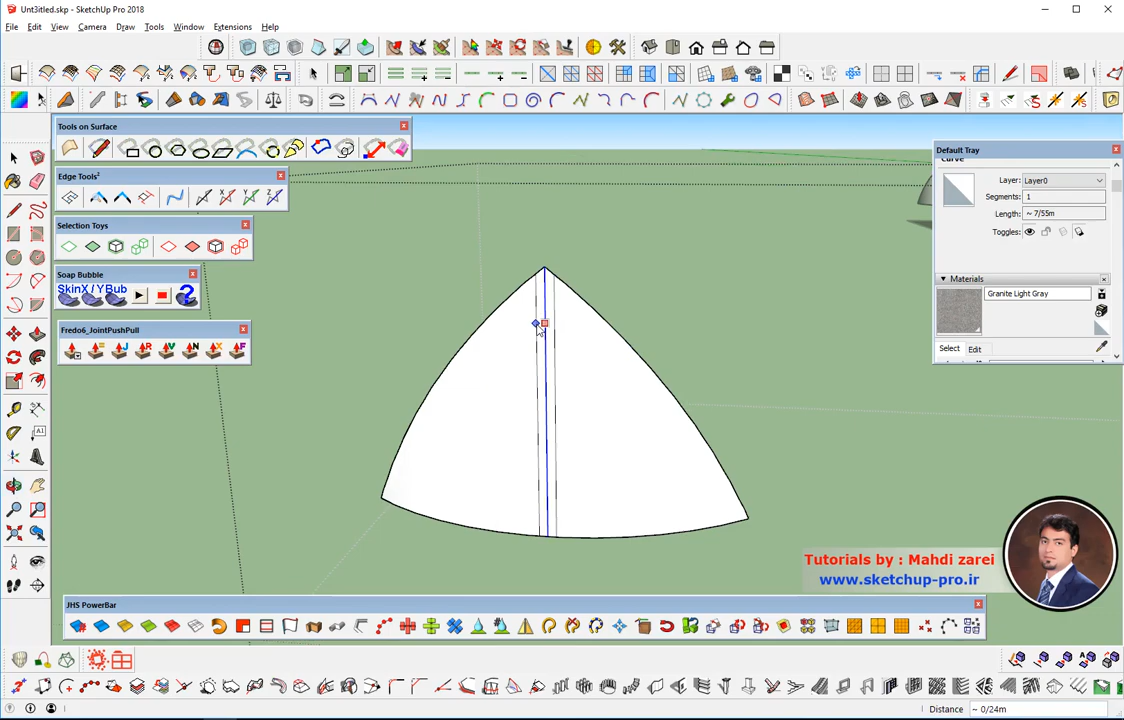 Unt3itled.skp - SketchUp Pro 2018
File Edit View Camera Draw Tools Window Extensions Help
Tools on Surface
Edge Tools²
Selection Toys
Soap Bubble
SkinX / YBub
Fredo6_JointPushPull
Default Tray
Curve
Layer: Layer0
Segments: 1
Length: ~ 7/55m
Toggles:
Materials
Granite Light Gray
Select Edit
Tutorials by : Mahdi zarei
www.sketchup-pro.ir
JHS PowerBar
Distance ~ 0/24m